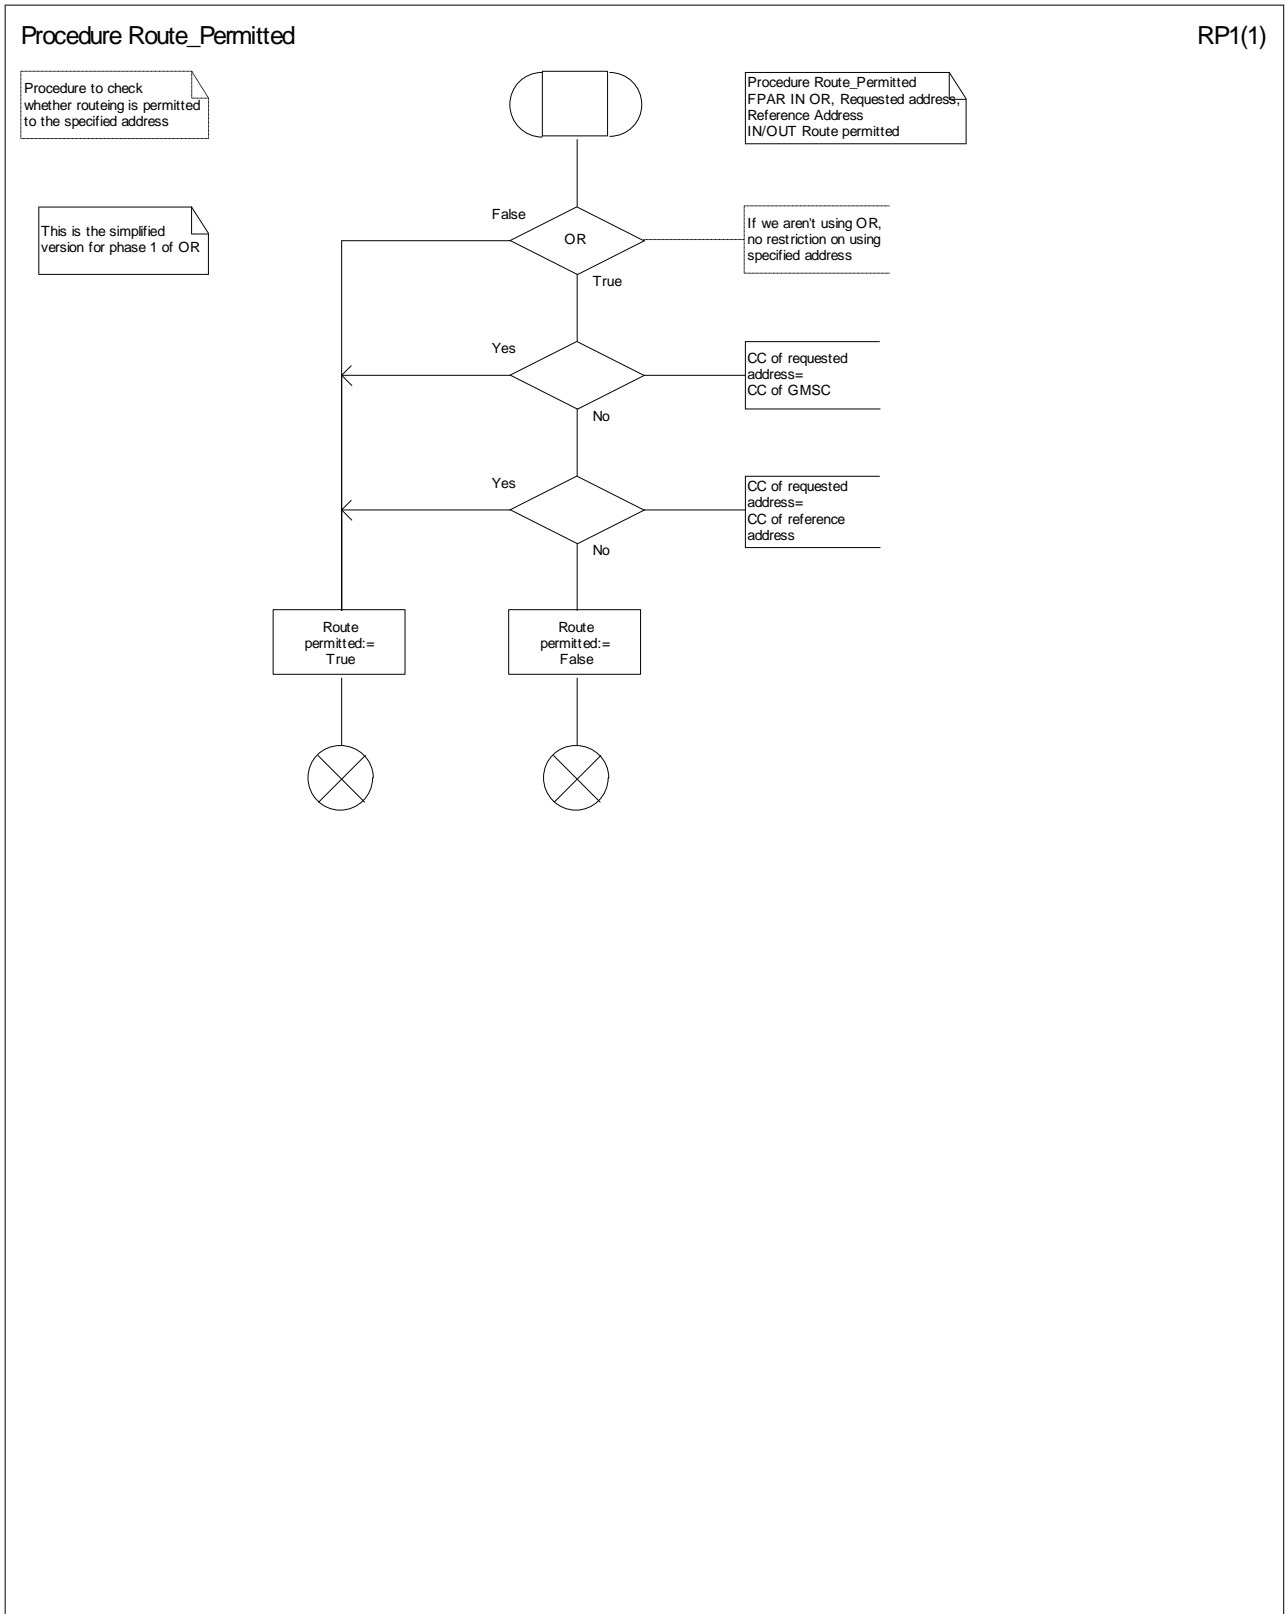 Procedure Route_Permitted
RP1(1)
Procedure to check
whether routeing is permitted
to the specified address
Procedure Route_Permitted
FPAR IN OR, Requested address,
Reference Address
IN/OUT Route permitted
This is the simplified
version for phase 1 of OR
False
OR
True
If we aren't using OR,
no restriction on using
specified address
Yes
No
CC of requested
address=
CC of GMSC
Yes
No
CC of requested
address=
CC of reference
address
Route
permitted:=
True
Route
permitted:=
False